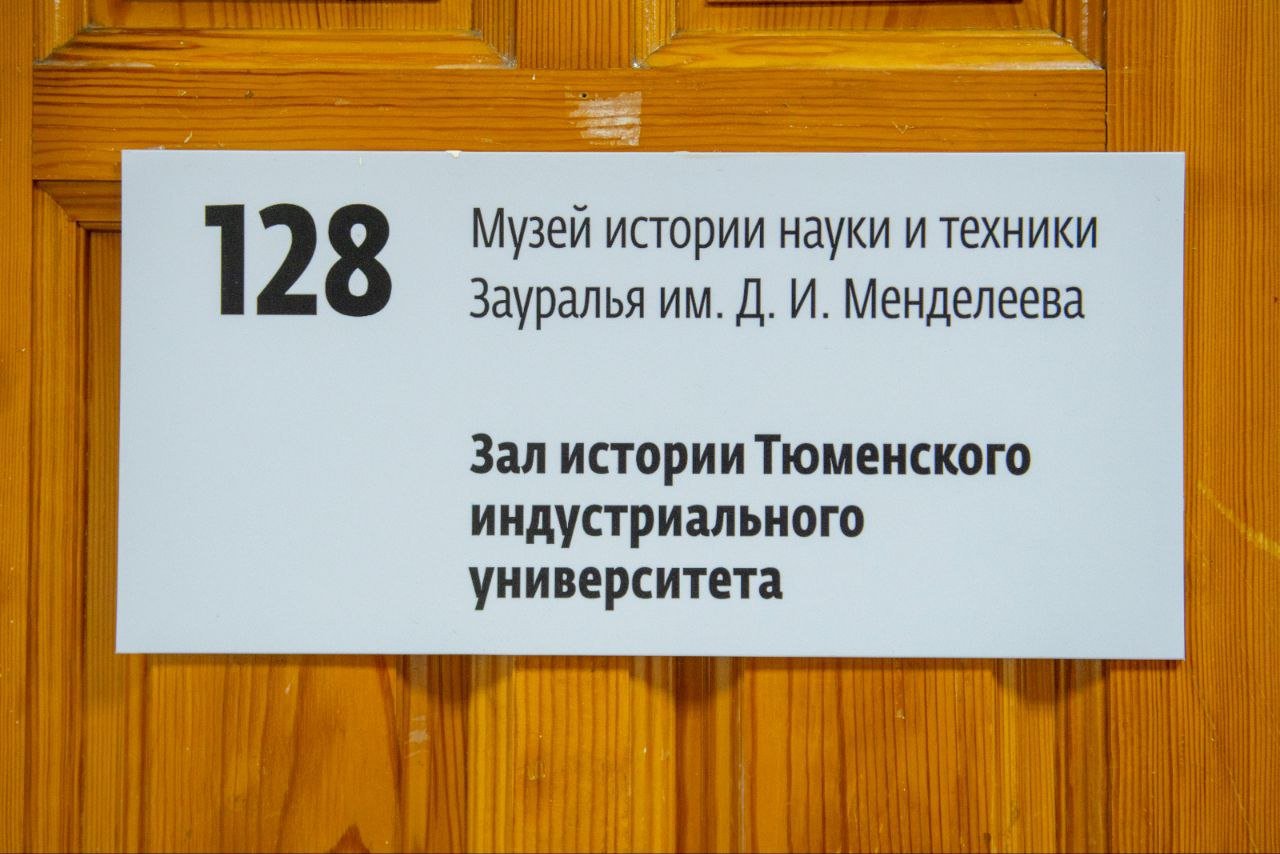 128
Музей истории науки и техники
Зауралья им. Д. И. Менделеева
Зал истории Тюменского
индустриального
университета